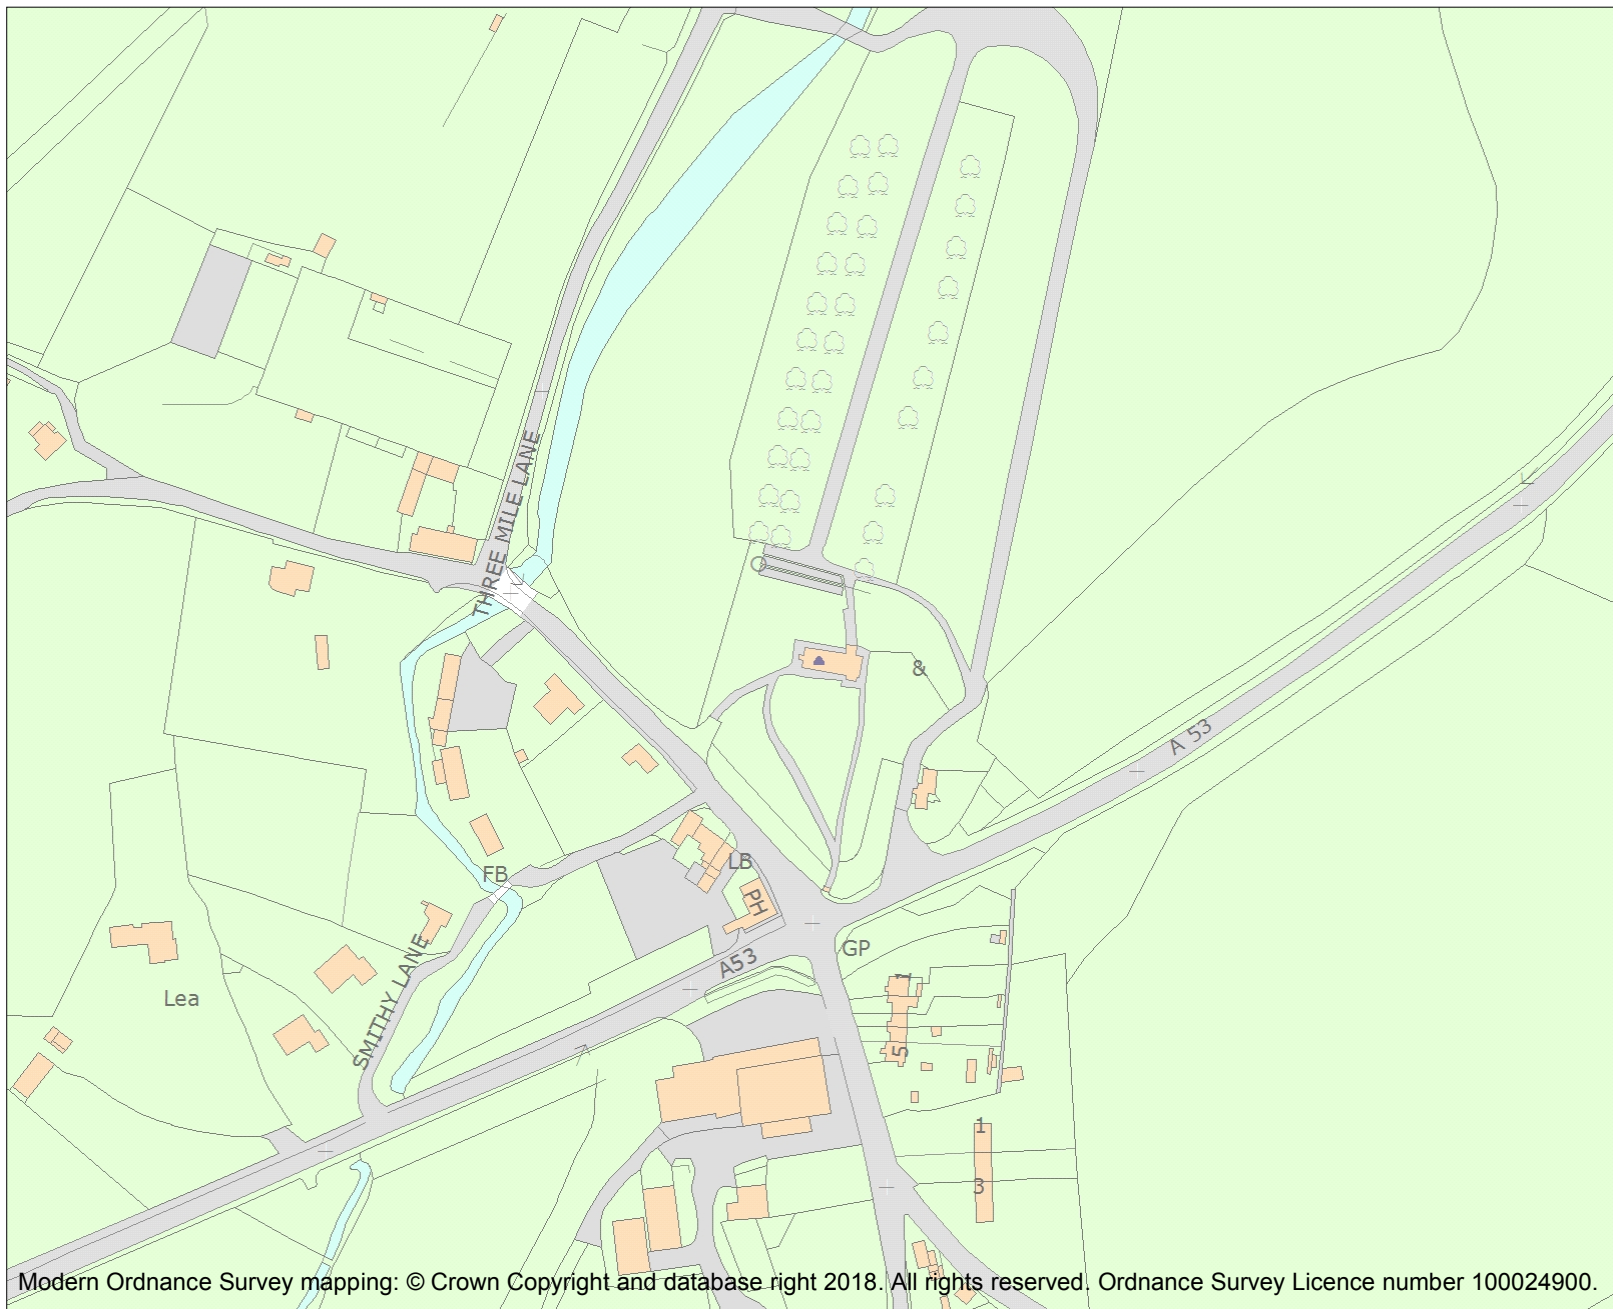 THREE MILE LANE
&
A 53
LB
FB
PH
A53
GP
SMITHY LANE
Lea
1
5
1
3
Modern Ordnance Survey mapping: © Crown Copyright and database right 2018. All rights reserved. Ordnance Survey Licence number 100024900.